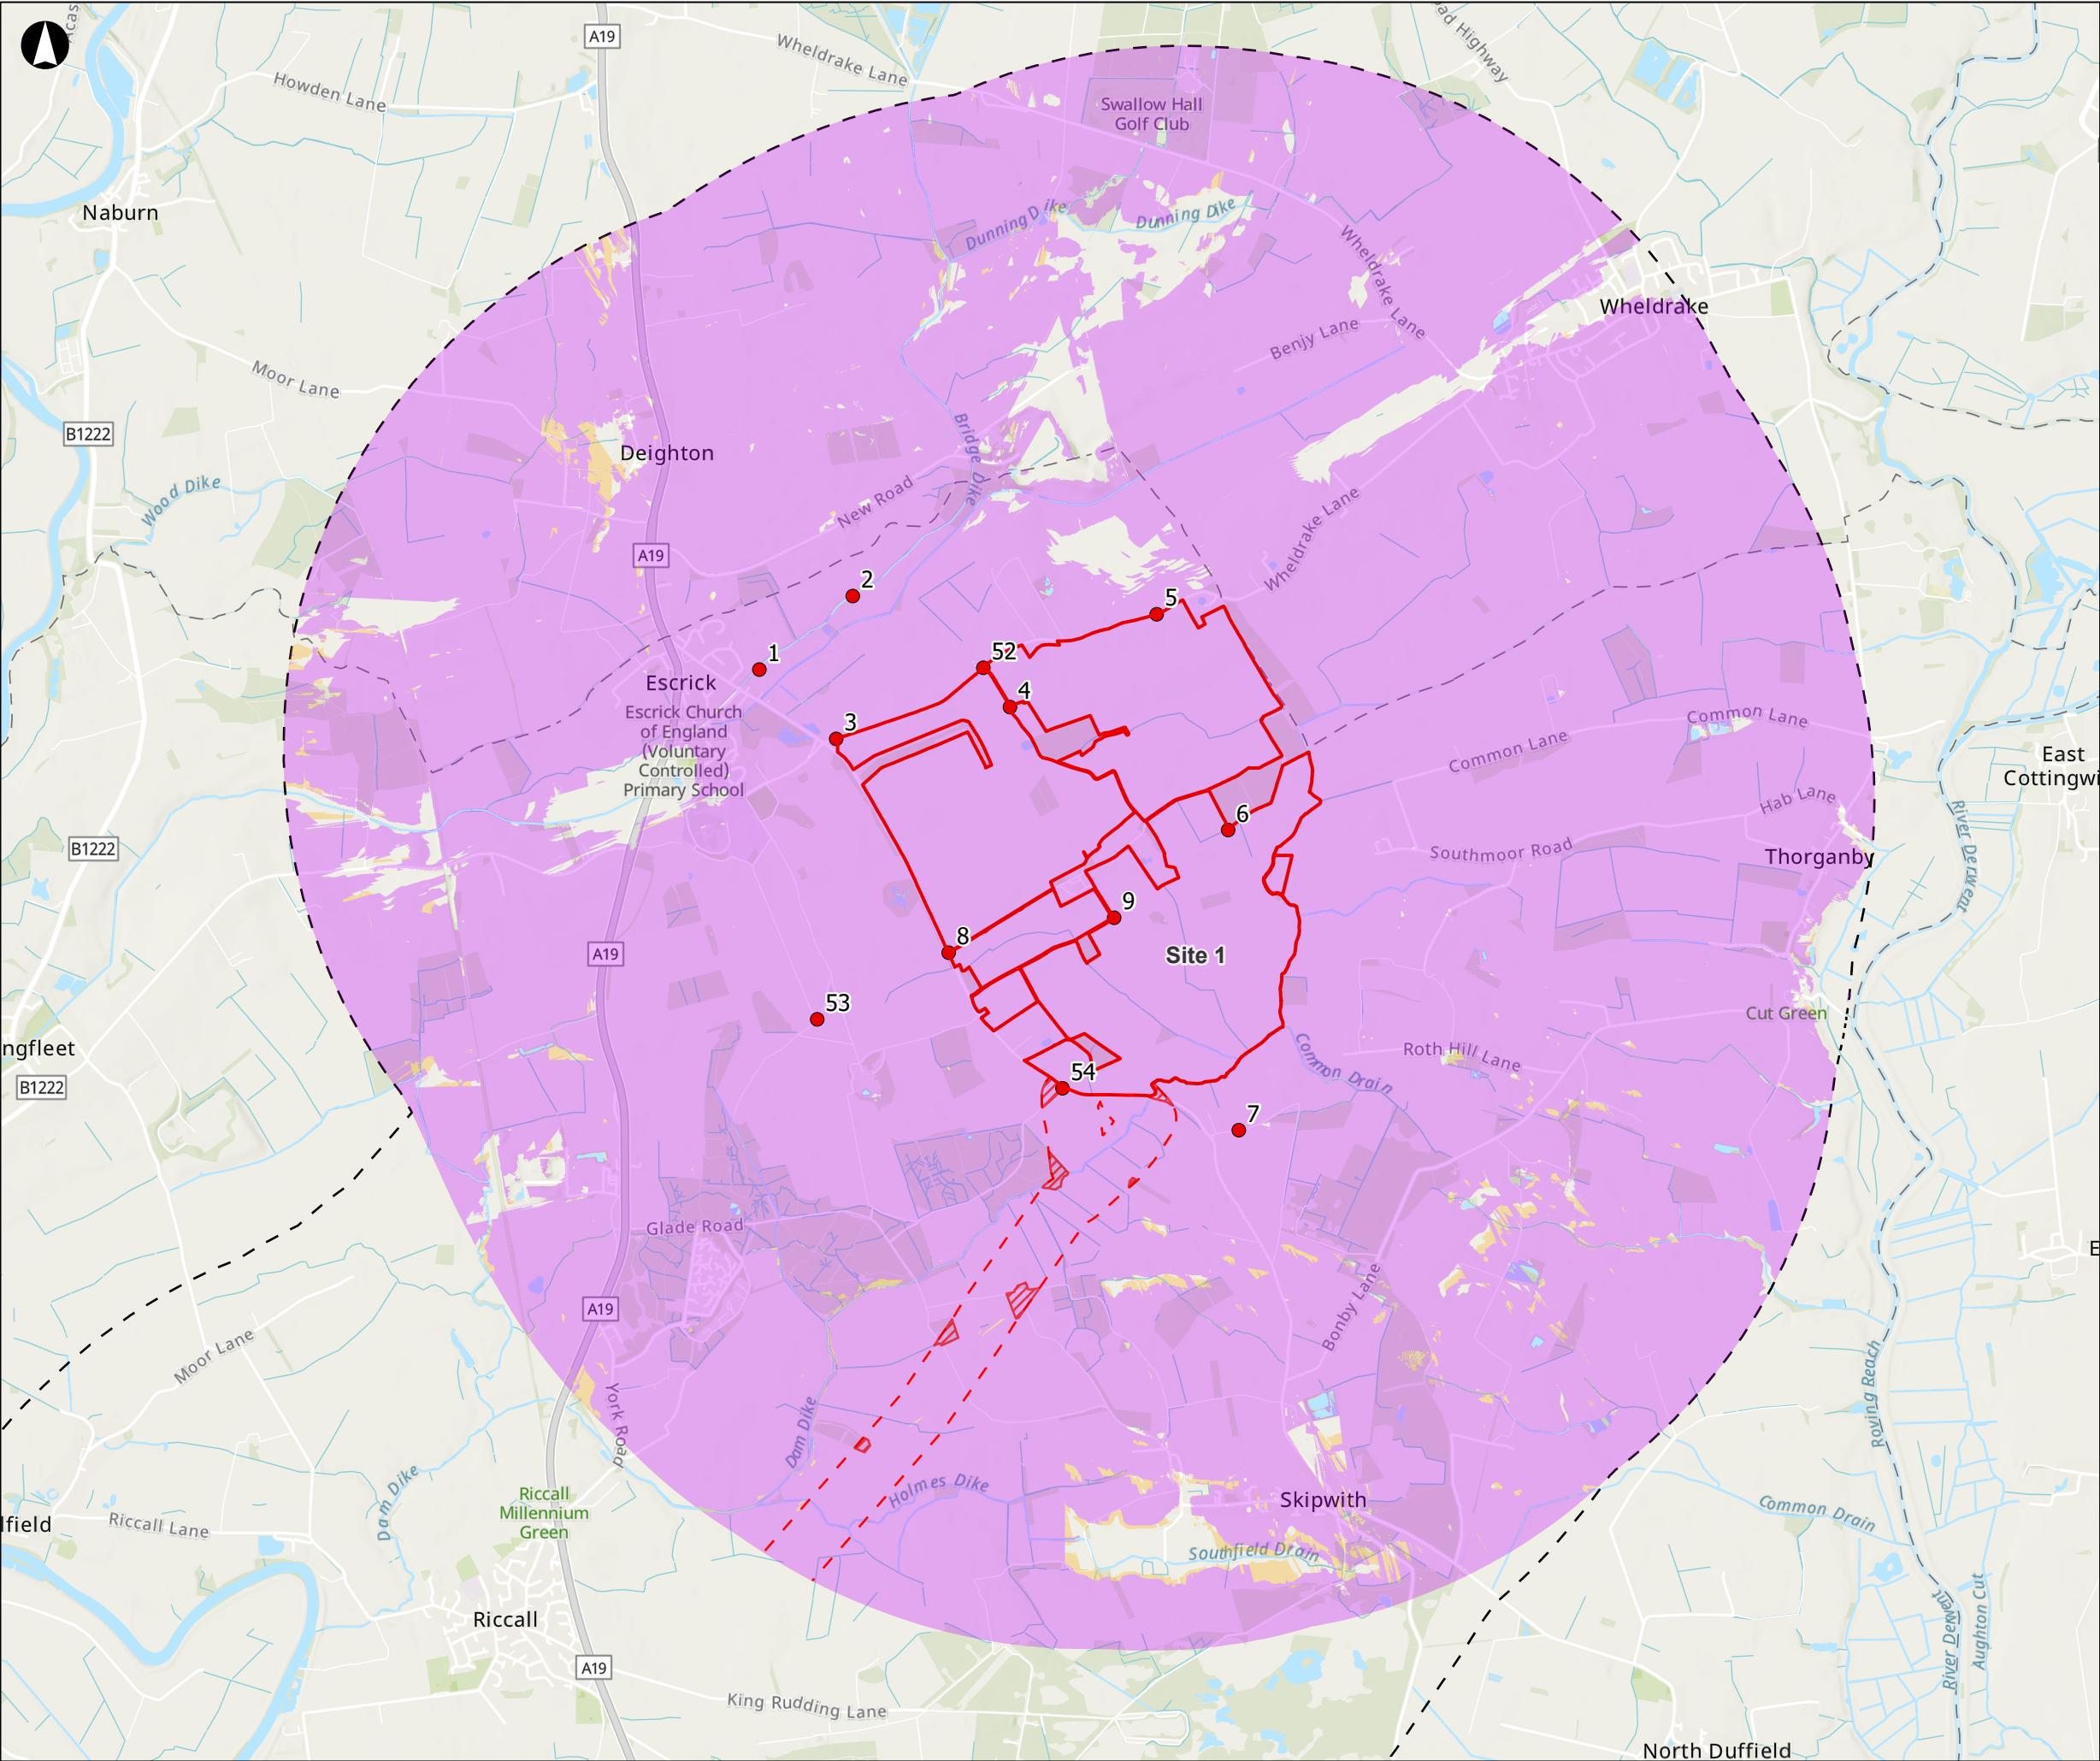 Acas
A19
Wheldrake Lane
oad Highway
Howden Lane
Swallow Hall
Golf Club
Naburn
Dunning Dike
Dunning Dike
Wheldrake Lane
Wheldrake
Benjy Lane
Moor Lane
B1222
Deighton
Bridge Dike
Wood Dike
New Road
Wheldrake Lane
A19
2
5
1
52
Escrick
4
Escrick Church
of England
(Voluntary
Controlled)
Primary School
3
Common Lane
Common Lane
East
Cottingwi
Hab Lane
6
B1222
Southmoor Road
Thorganby
River Derwent
9
8
A19
Site 1
53
Cut Green
ngfleet
Common Drain
Roth Hill Lane
54
B1222
7
Glade Road
E
A19
Bonby Lane
Moor Lane
Roving Reach
York Road
Dam Dike
Dam Dike
Holmes Dike
Riccall
Millennium
Green
Skipwith
Common Drain
lfield
Riccall Lane
Southfield Drain
Riccall
River Derwent
Aughton Cut
A19
King Rudding Lane
North Duffield